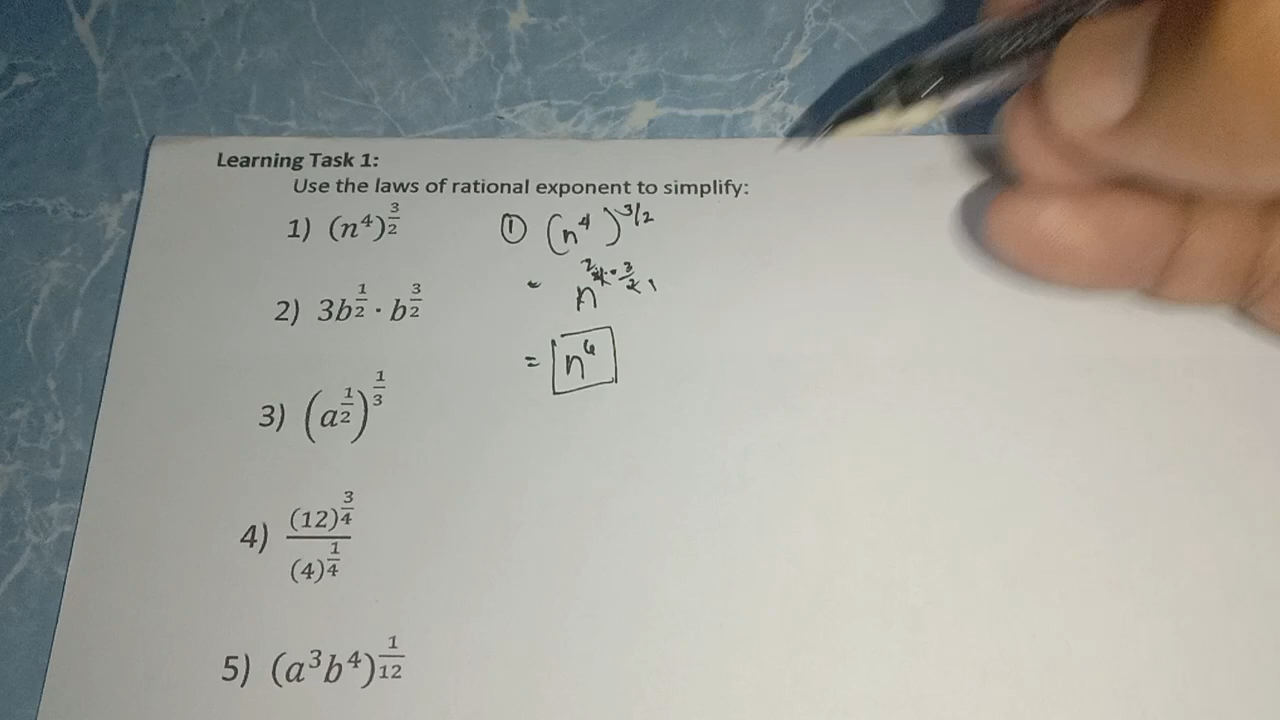 Learning Task 1:
Use the laws of rational exponent to simplify:
1) (n⁴)^(3/2)
① (n⁴)^(3/2)
= n^(4·3/2) 2 1
= n⁶
2) 3b^(1/2) · b^(3/2)
3) (a^(1/2))^(1/3)
4) (12)^(3/4) / (4)^(1/4)
5) (a³b⁴)^(1/12)